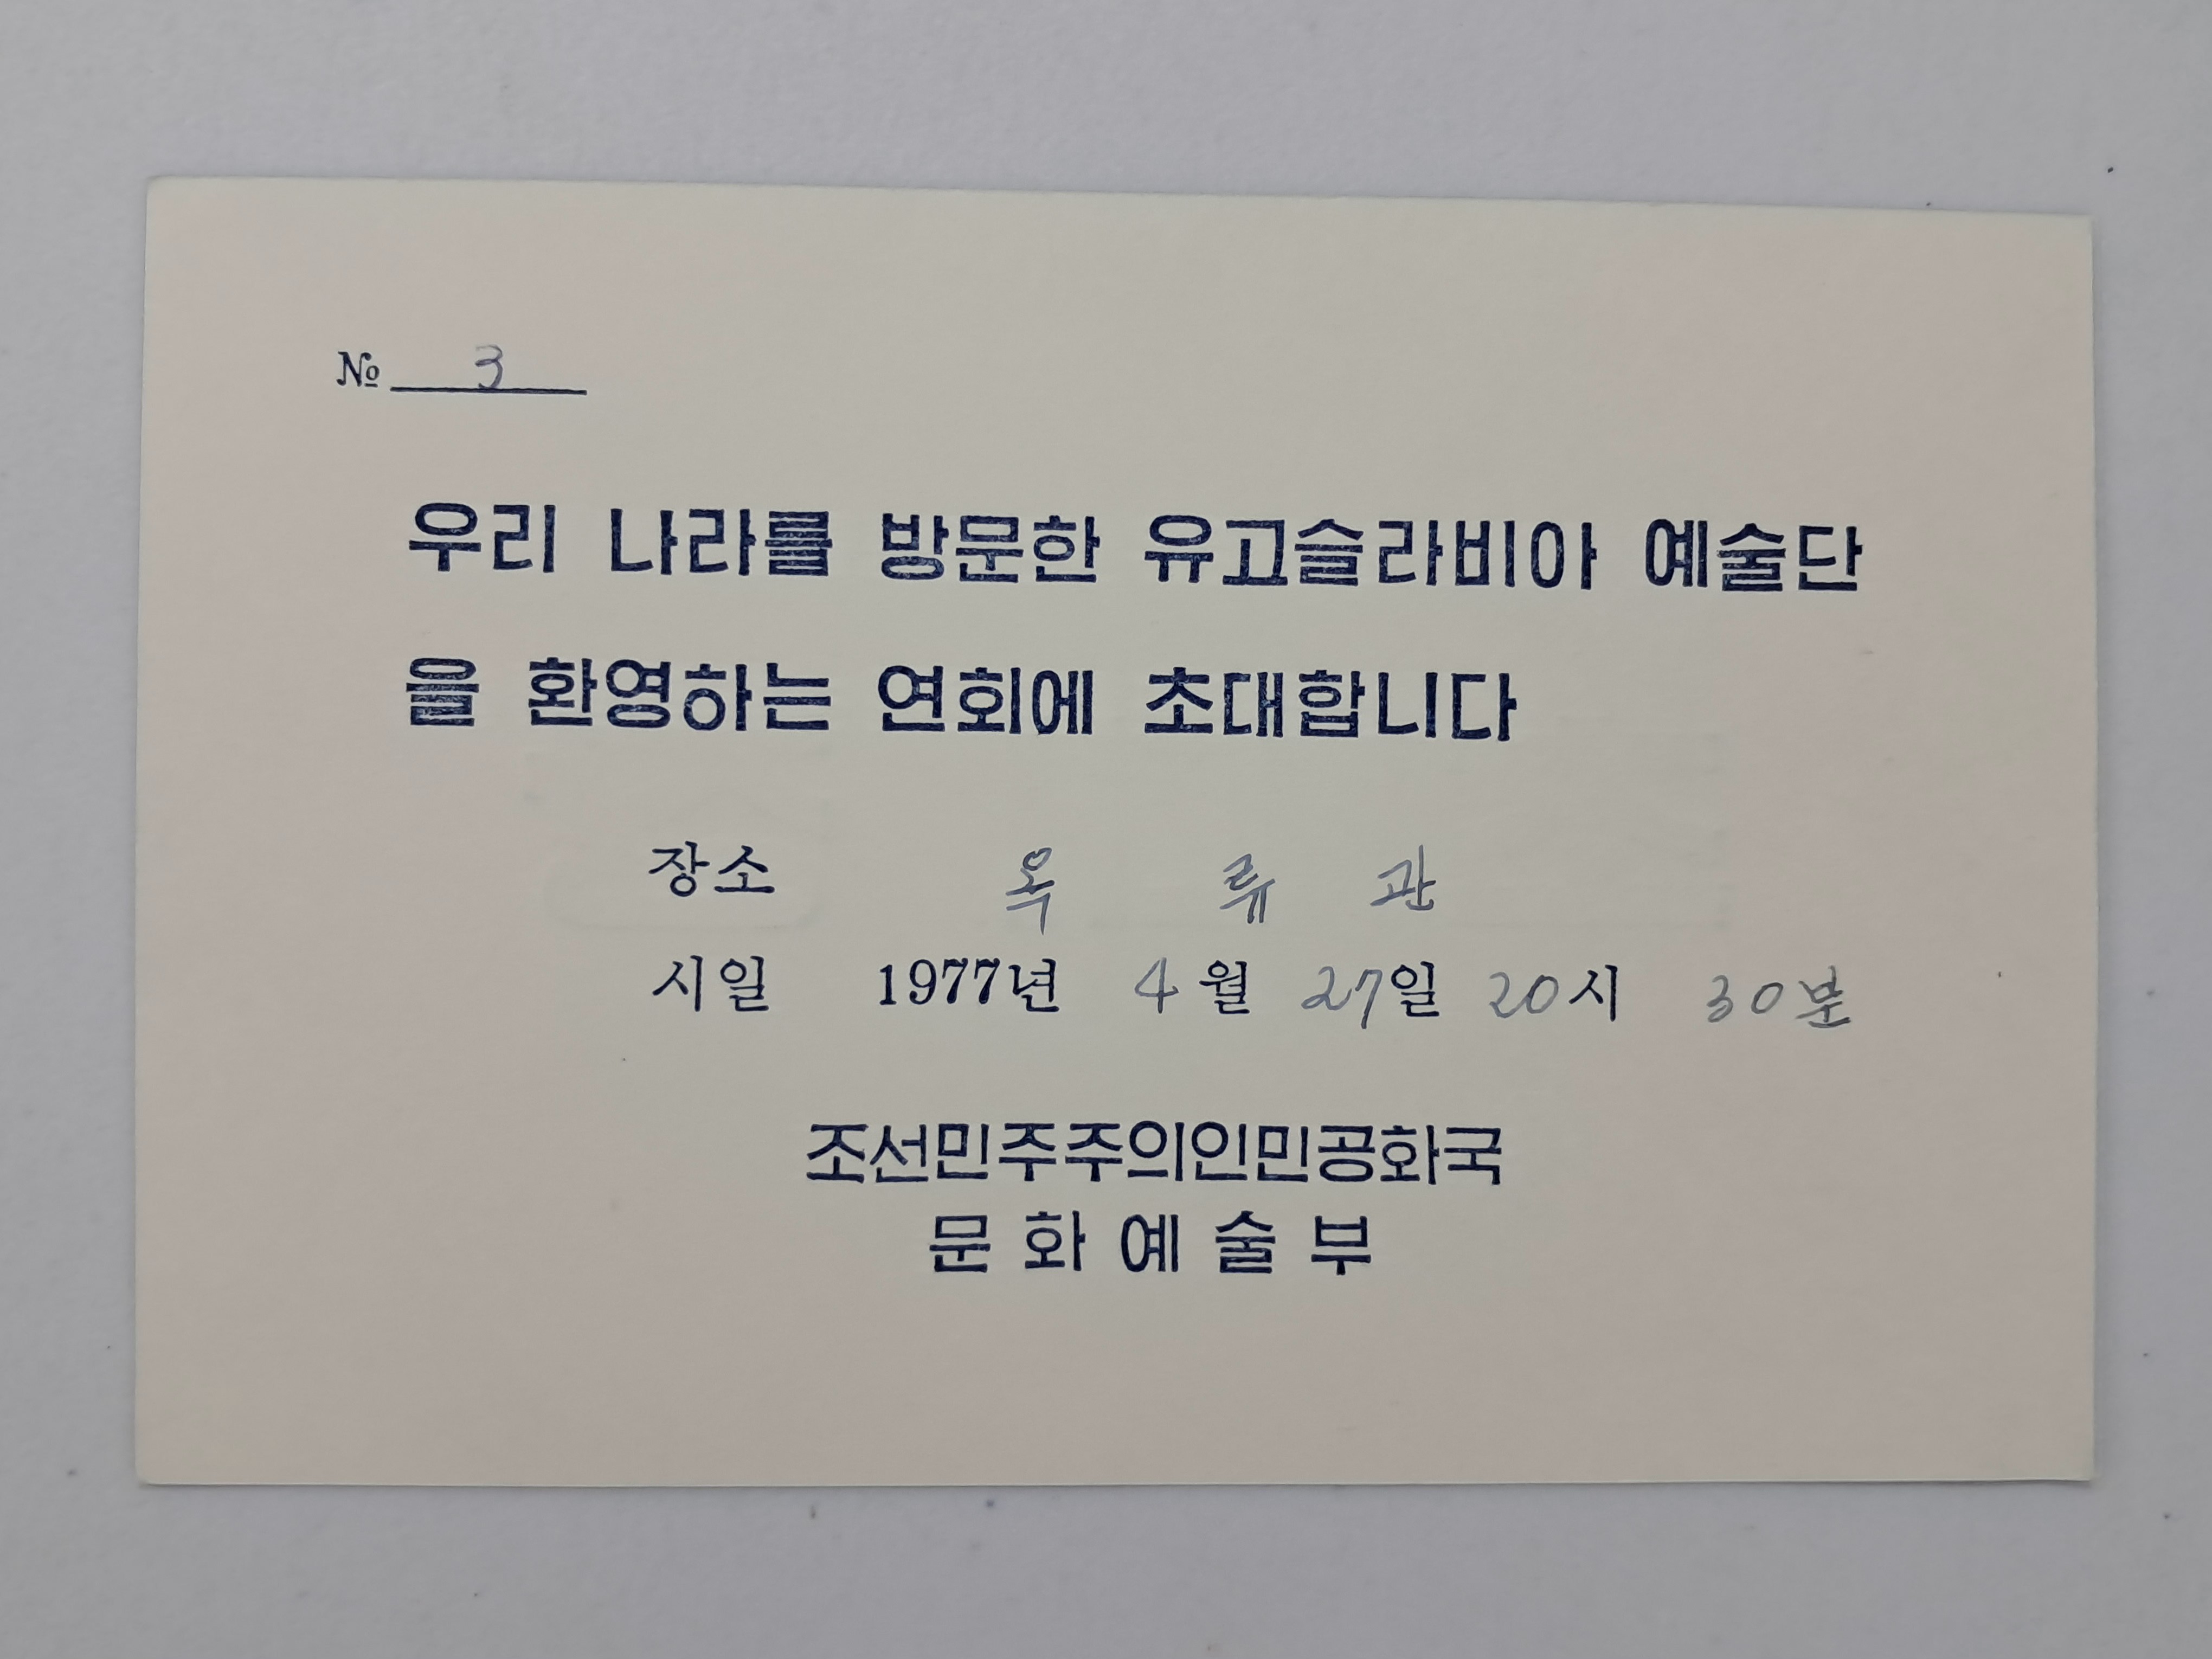 № 3
우리 나라를 방문한 유고슬라비아 예술단
을 환영하는 연회에 초대합니다
장소 옥 류 관
시일 1977년 4월 27일 20시 30분
조선민주주의인민공화국
문 화 예 술 부